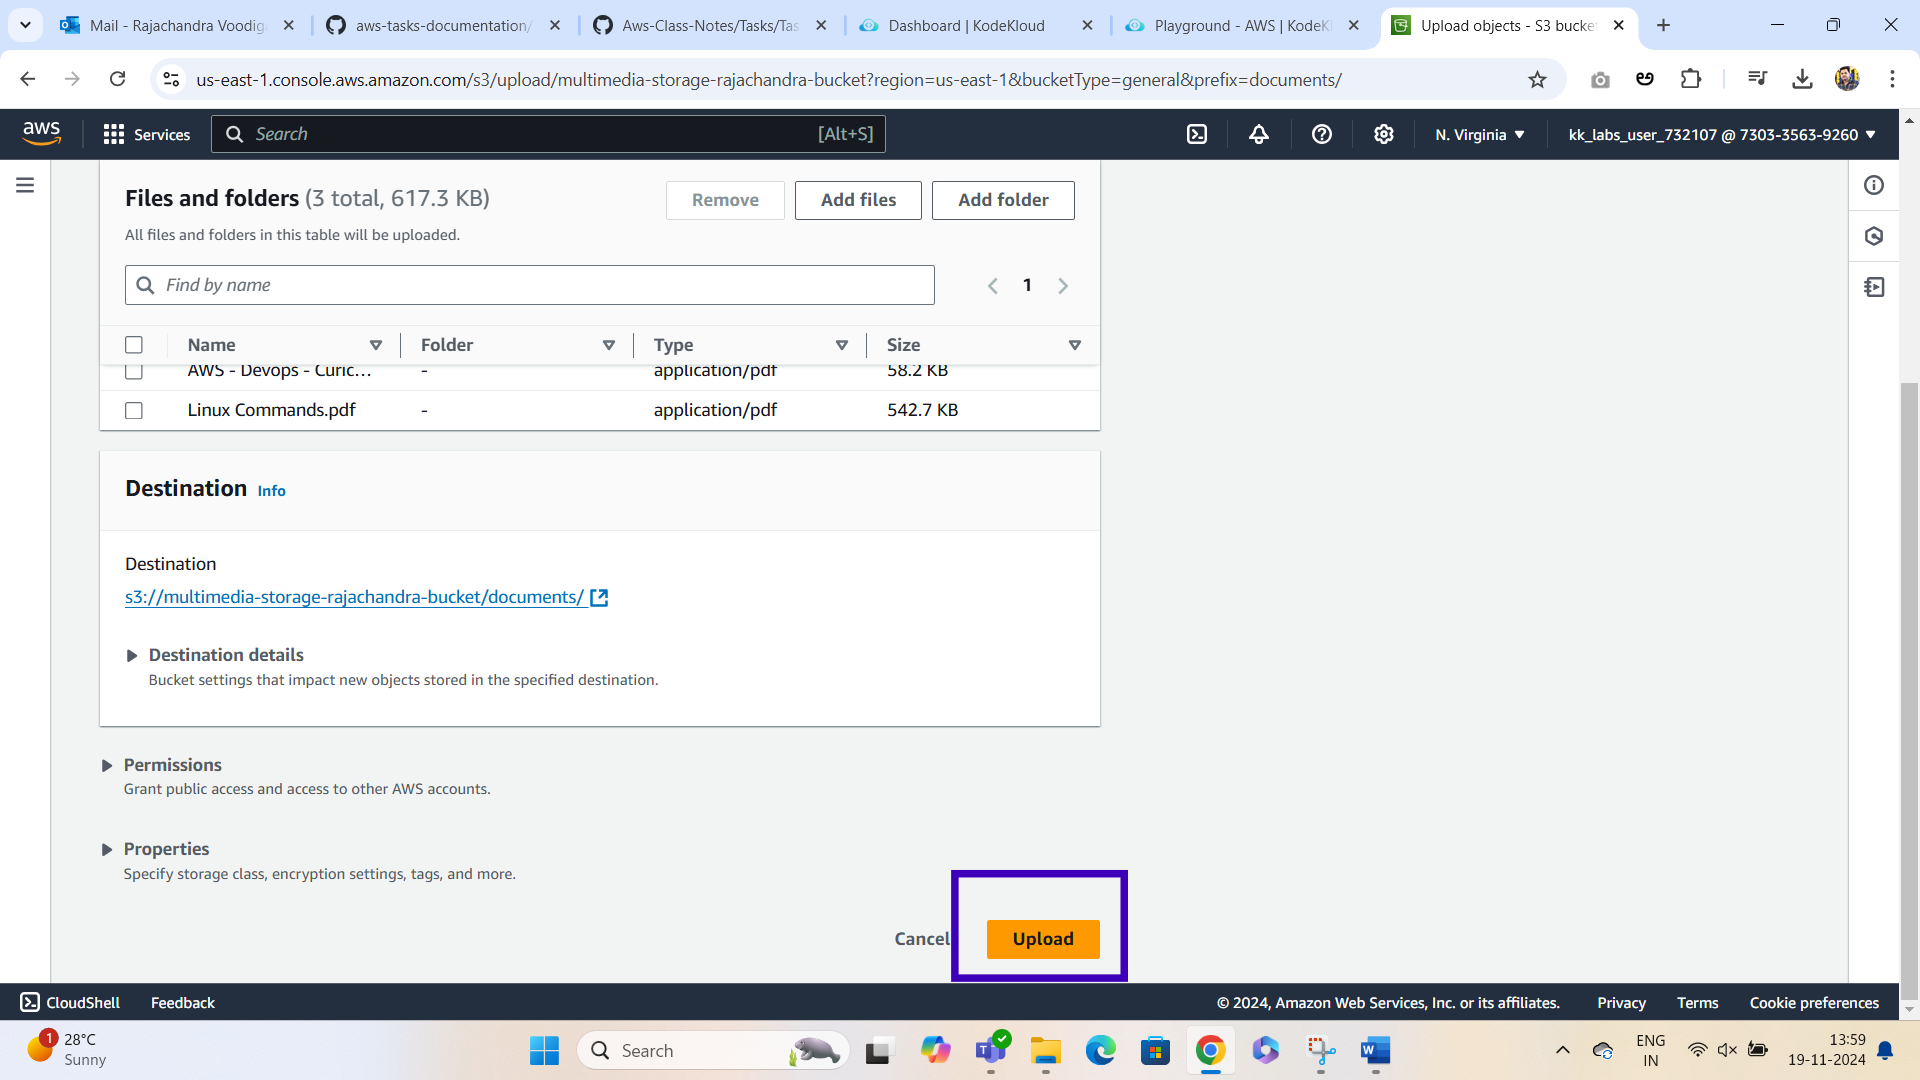 Mail - Rajachandra Voodig
aws-tasks-documentation/
Aws-Class-Notes/Tasks/Tas
Dashboard | KodeKloud
Playground - AWS | KodeKl
Upload objects - S3 bucket
us-east-1.console.aws.amazon.com/s3/upload/multimedia-storage-rajachandra-bucket?region=us-east-1&bucketType=general&prefix=documents/
aws
Services
Search
[Alt+S]
N. Virginia
kk_labs_user_732107 @ 7303-3563-9260
Files and folders (3 total, 617.3 KB)
Remove
Add files
Add folder
All files and folders in this table will be uploaded.
Find by name
1
Name
Folder
Type
Size
AWS - Devops - Curic...
-
application/pdf
58.2 KB
Linux Commands.pdf
-
application/pdf
542.7 KB
Destination Info
Destination
s3://multimedia-storage-rajachandra-bucket/documents/
Destination details
Bucket settings that impact new objects stored in the specified destination.
Permissions
Grant public access and access to other AWS accounts.
Properties
Specify storage class, encryption settings, tags, and more.
Cancel
Upload
CloudShell
Feedback
© 2024, Amazon Web Services, Inc. or its affiliates.
Privacy
Terms
Cookie preferences
1
28°C
Sunny
Search
ENG
IN
13:59
19-11-2024